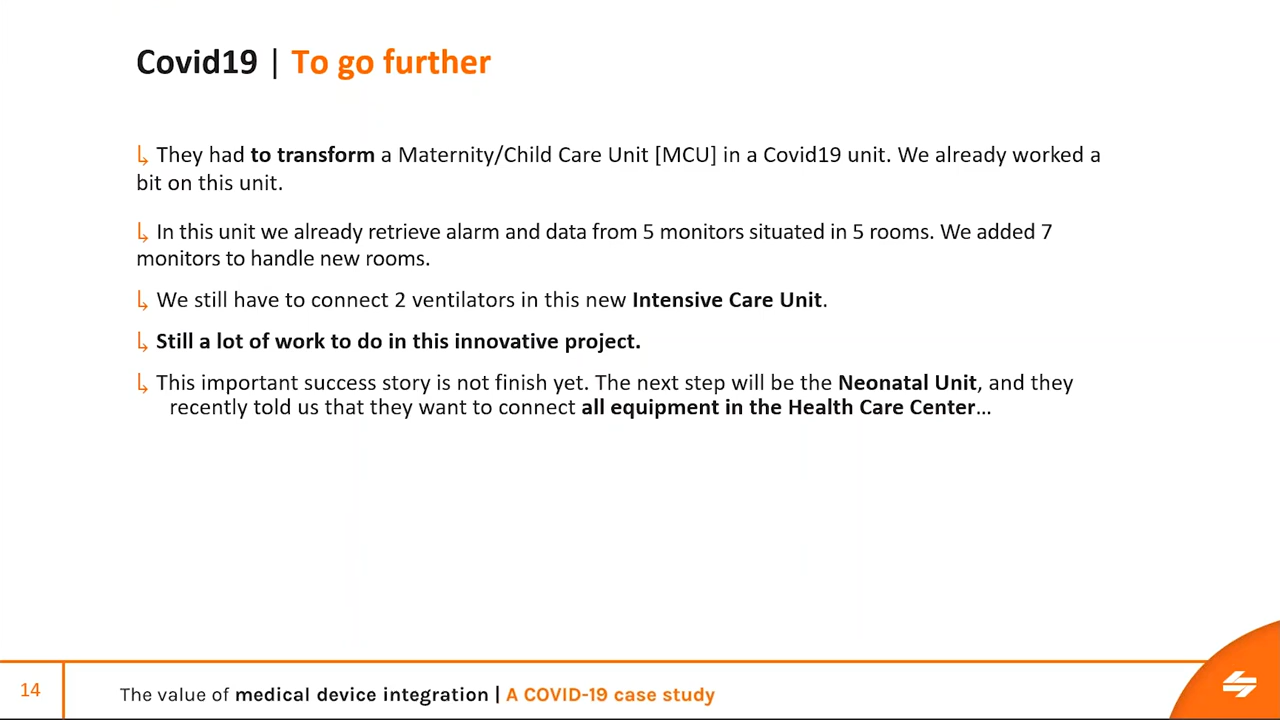 Covid19 | To go further
↳ They had to transform a Maternity/Child Care Unit [MCU] in a Covid19 unit. We already worked a
bit on this unit.
↳ In this unit we already retrieve alarm and data from 5 monitors situated in 5 rooms. We added 7
monitors to handle new rooms.
↳ We still have to connect 2 ventilators in this new Intensive Care Unit.
↳ Still a lot of work to do in this innovative project.
↳ This important success story is not finish yet. The next step will be the Neonatal Unit, and they
recently told us that they want to connect all equipment in the Health Care Center…
14
The value of medical device integration | A COVID-19 case study